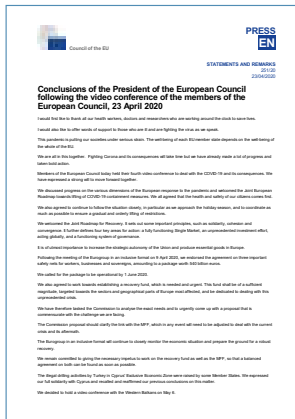 PRESS
EN
Council of the EU
STATEMENTS AND REMARKS
251/20
23/04/2020
Conclusions of the President of the European Council
following the video conference of the members of the
European Council, 23 April 2020
I would first like to thank all our health workers, doctors and researchers who are working around the clock to save lives.
I would also like to offer words of support to those who are ill and are fighting the virus as we speak.
This pandemic is putting our societies under serious strain. The well-being of each EU member state depends on the well-being of
the whole of the EU.
We are all in this together. Fighting Corona and its consequences will take time but we have already made a lot of progress and
taken bold action.
Members of the European Council today held their fourth video conference to deal with the COVID-19 and its consequences. We
have expressed a strong will to move forward together.
We discussed progress on the various dimensions of the European response to the pandemic and welcomed the Joint European
Roadmap towards lifting of COVID-19 containment measures. We all agreed that the health and safety of our citizens comes first.
We also agreed to continue to follow the situation closely, in particular as we approach the holiday season, and to coordinate as
much as possible to ensure a gradual and orderly lifting of restrictions.
We welcomed the Joint Roadmap for Recovery. It sets out some important principles, such as solidarity, cohesion and
convergence. It further defines four key areas for action: a fully functioning Single Market, an unprecedented investment effort,
acting globally, and a functioning system of governance.
It is of utmost importance to increase the strategic autonomy of the Union and produce essential goods in Europe.
Following the meeting of the Eurogroup in an inclusive format on 9 April 2020, we endorsed the agreement on three important
safety nets for workers, businesses and sovereigns, amounting to a package worth 540 billion euros.
We called for the package to be operational by 1 June 2020.
We also agreed to work towards establishing a recovery fund, which is needed and urgent. This fund shall be of a sufficient
magnitude, targeted towards the sectors and geographical parts of Europe most affected, and be dedicated to dealing with this
unprecedented crisis.
We have therefore tasked the Commission to analyse the exact needs and to urgently come up with a proposal that is
commensurate with the challenge we are facing.
The Commission proposal should clarify the link with the MFF, which in any event will need to be adjusted to deal with the current
crisis and its aftermath.
The Eurogroup in an inclusive format will continue to closely monitor the economic situation and prepare the ground for a robust
recovery.
We remain committed to giving the necessary impetus to work on the recovery fund as well as the MFF, so that a balanced
agreement on both can be found as soon as possible.
The illegal drilling activities by Turkey in Cyprus' Exclusive Economic Zone were raised by some Member States. We expressed
our full solidarity with Cyprus and recalled and reaffirmed our previous conclusions on this matter.
We decided to hold a video conference with the Western Balkans on May 6.